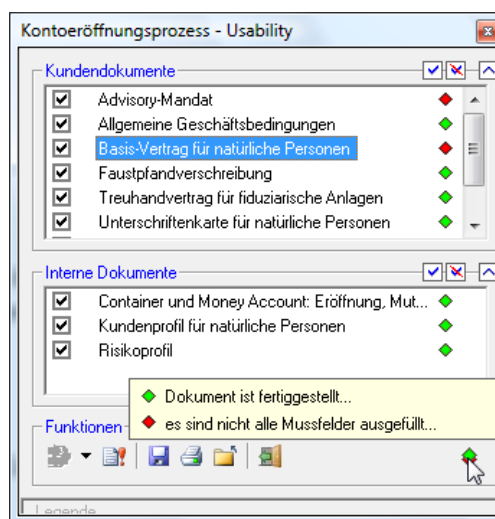 Kontoeröffnungsprozess - Usability
Kundendokumente
Advisory-Mandat
Allgemeine Geschäftsbedingungen
Basis-Vertrag für natürliche Personen
Faustpfandverschreibung
Treuhandvertrag für fiduziarische Anlagen
Unterschriftenkarte für natürliche Personen
Interne Dokumente
Container und Money Account: Eröffnung, Mut...
Kundenprofil für natürliche Personen
Risikoprofil
Dokument ist fertiggestellt...
es sind nicht alle Mussfelder ausgefüllt...
Funktionen
Legende